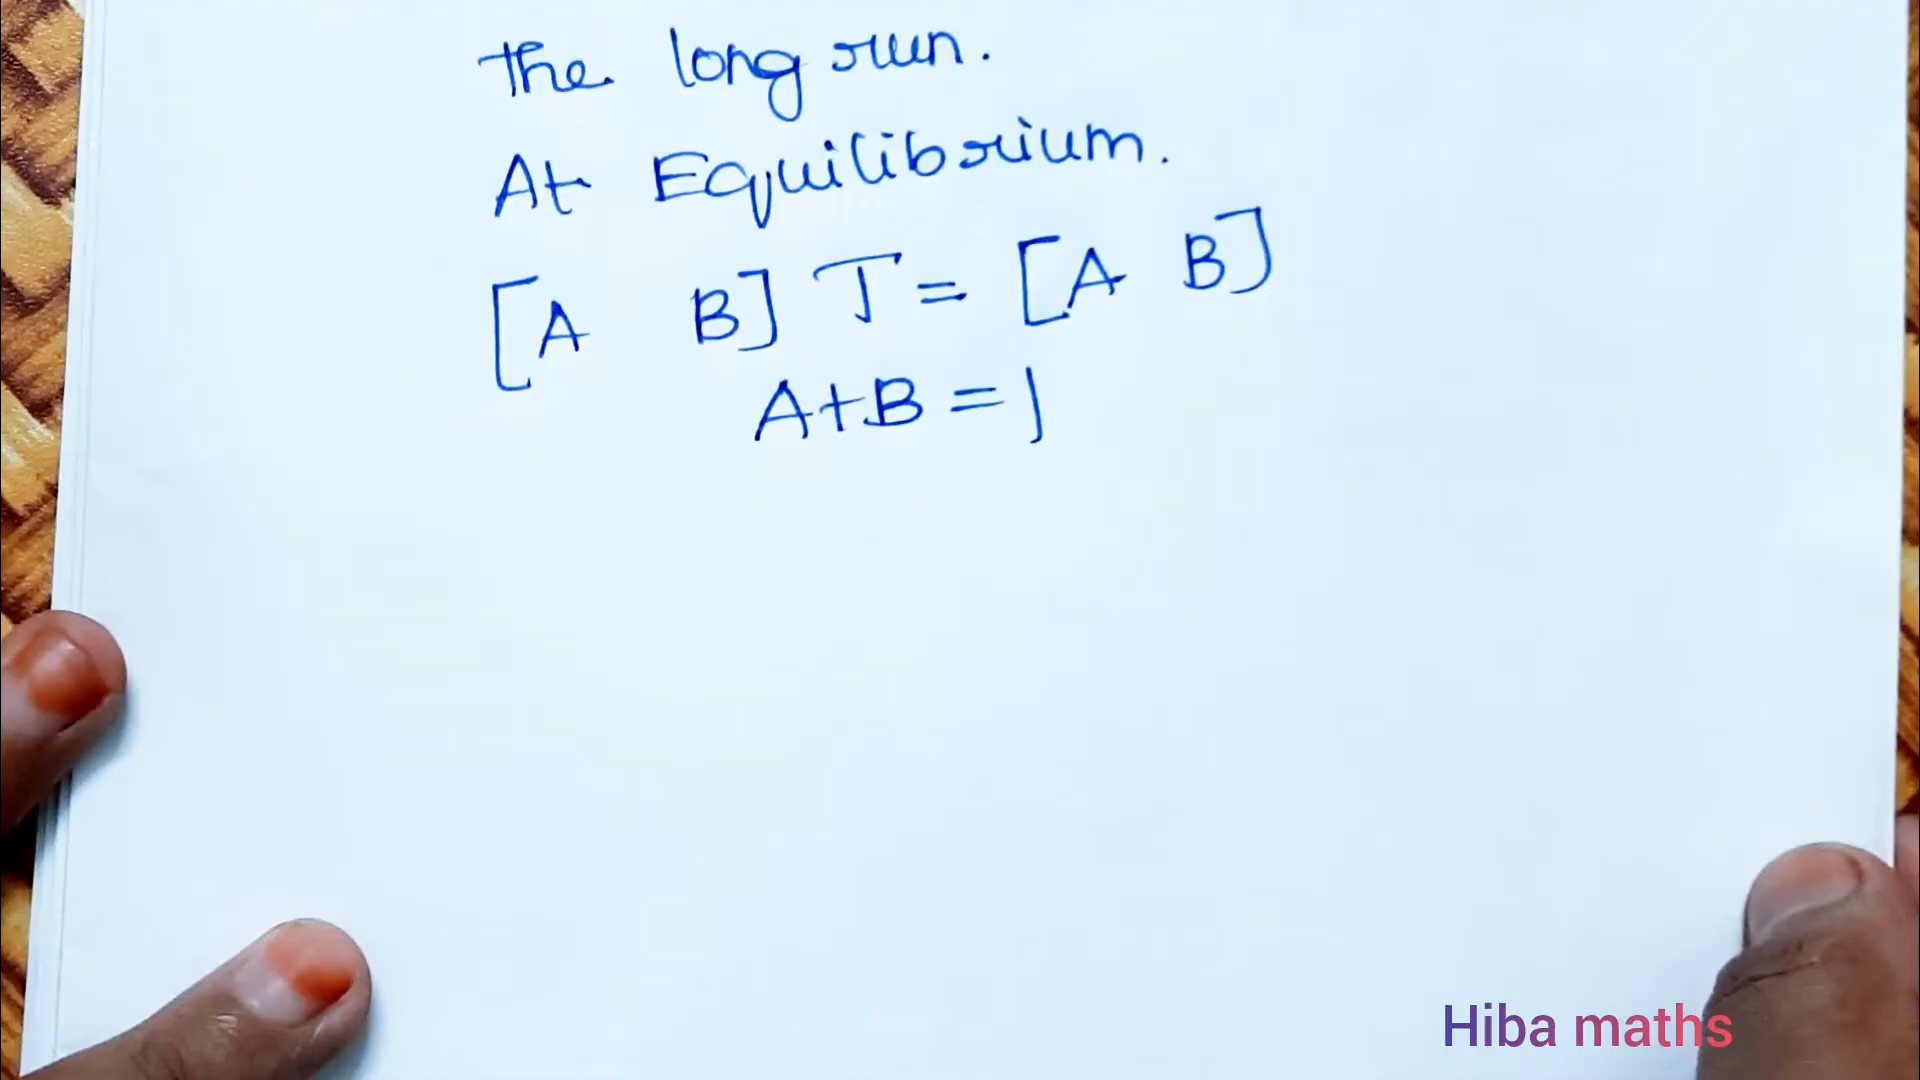 The long run.
At Equilibrium.
[A B] T = [A B]
A+B = 1
Hiba maths